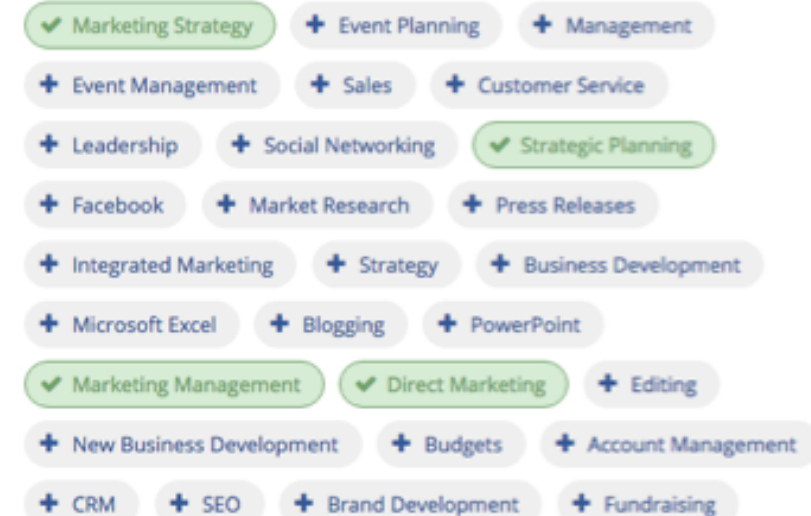 Marketing Strategy Event Planning Management
Event Management Sales Customer Service
Leadership Social Networking Strategic Planning
Facebook Market Research Press Releases
Integrated Marketing Strategy Business Development
Microsoft Excel Blogging PowerPoint
Marketing Management Direct Marketing Editing
New Business Development Budgets Account Management
CRM SEO Brand Development Fundraising